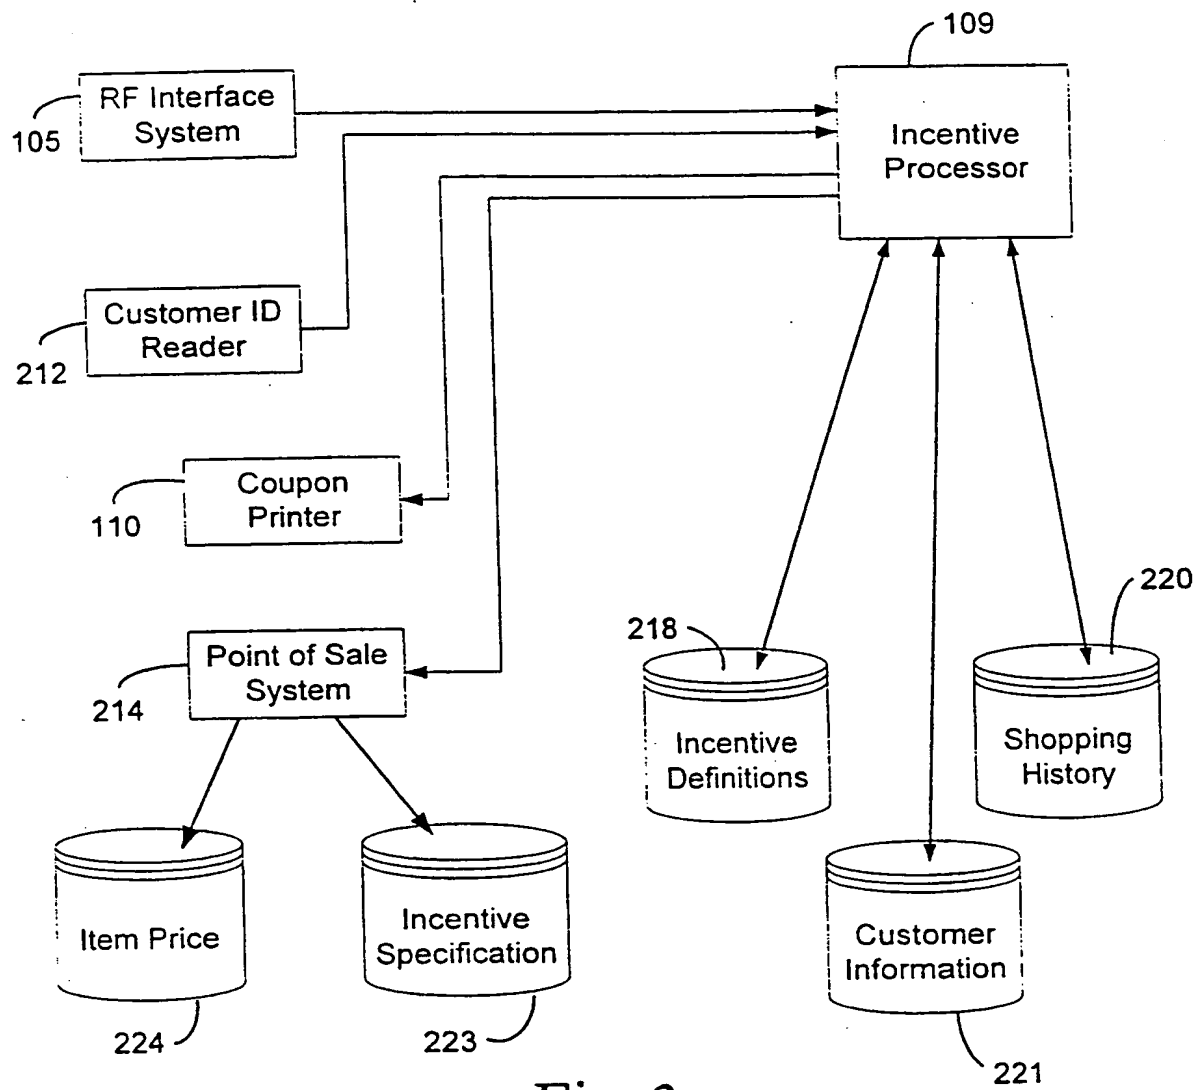 109
RF Interface
System
105
Incentive
Processor
Customer ID
Reader
212
Coupon
Printer
110
220
218
Point of Sale
System
214
Incentive
Definitions
Shopping
History
Item Price
Incentive
Specification
Customer
Information
224
223
221